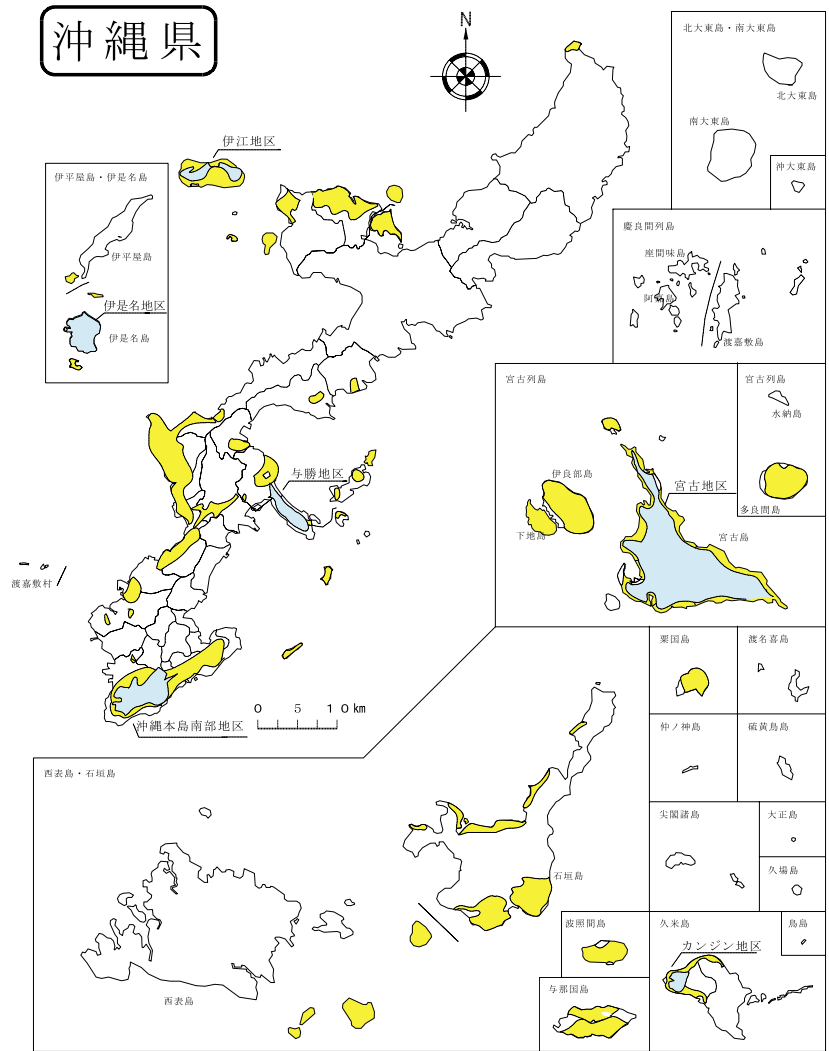 沖縄県
N
北大東島・南大東島
北大東島
南大東島
沖大東島
伊江地区
伊平屋島・伊是名島
伊平屋島
伊是名地区
伊是名島
慶良間列島
座間味島
阿嘉島
渡嘉敷島
宮古列島
宮古列島
水納島
多良間島
伊良部島
下地島
宮古地区
宮古島
与勝地区
渡嘉敷村
沖縄本島南部地区
0 5 10km
粟国島
渡名喜島
仲ノ神島
硫黄鳥島
尖閣諸島
大正島
久場島
西表島・石垣島
石垣島
西表島
波照間島
与那国島
久米島
鳥島
カンジン地区